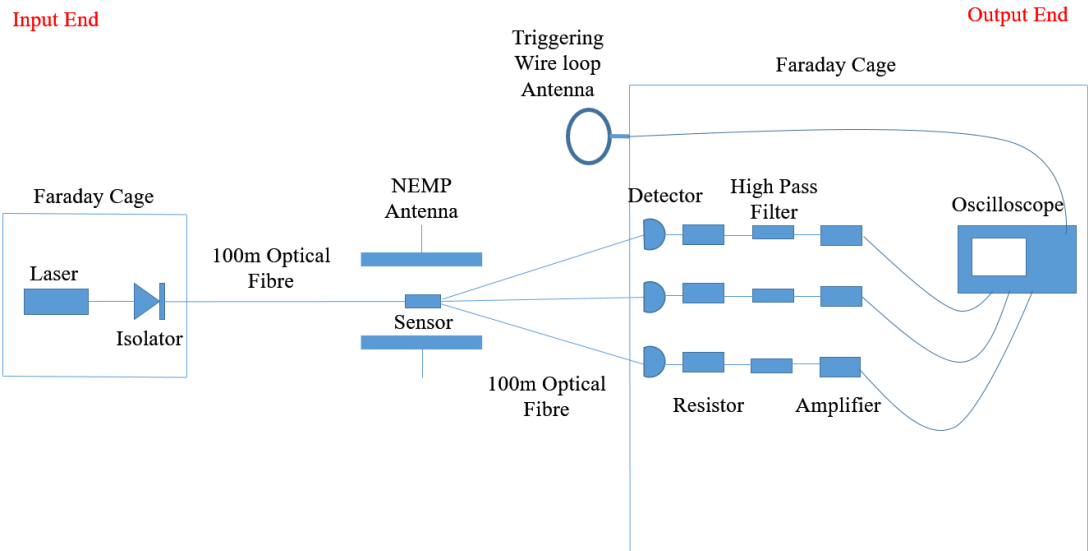 Input End
Output End
Triggering
Wire loop
Antenna
Faraday Cage
Faraday Cage
NEMP
Antenna
Detector
High Pass
Filter
Oscilloscope
100m Optical
Fibre
Laser
Isolator
Sensor
100m Optical
Fibre
Resistor
Amplifier